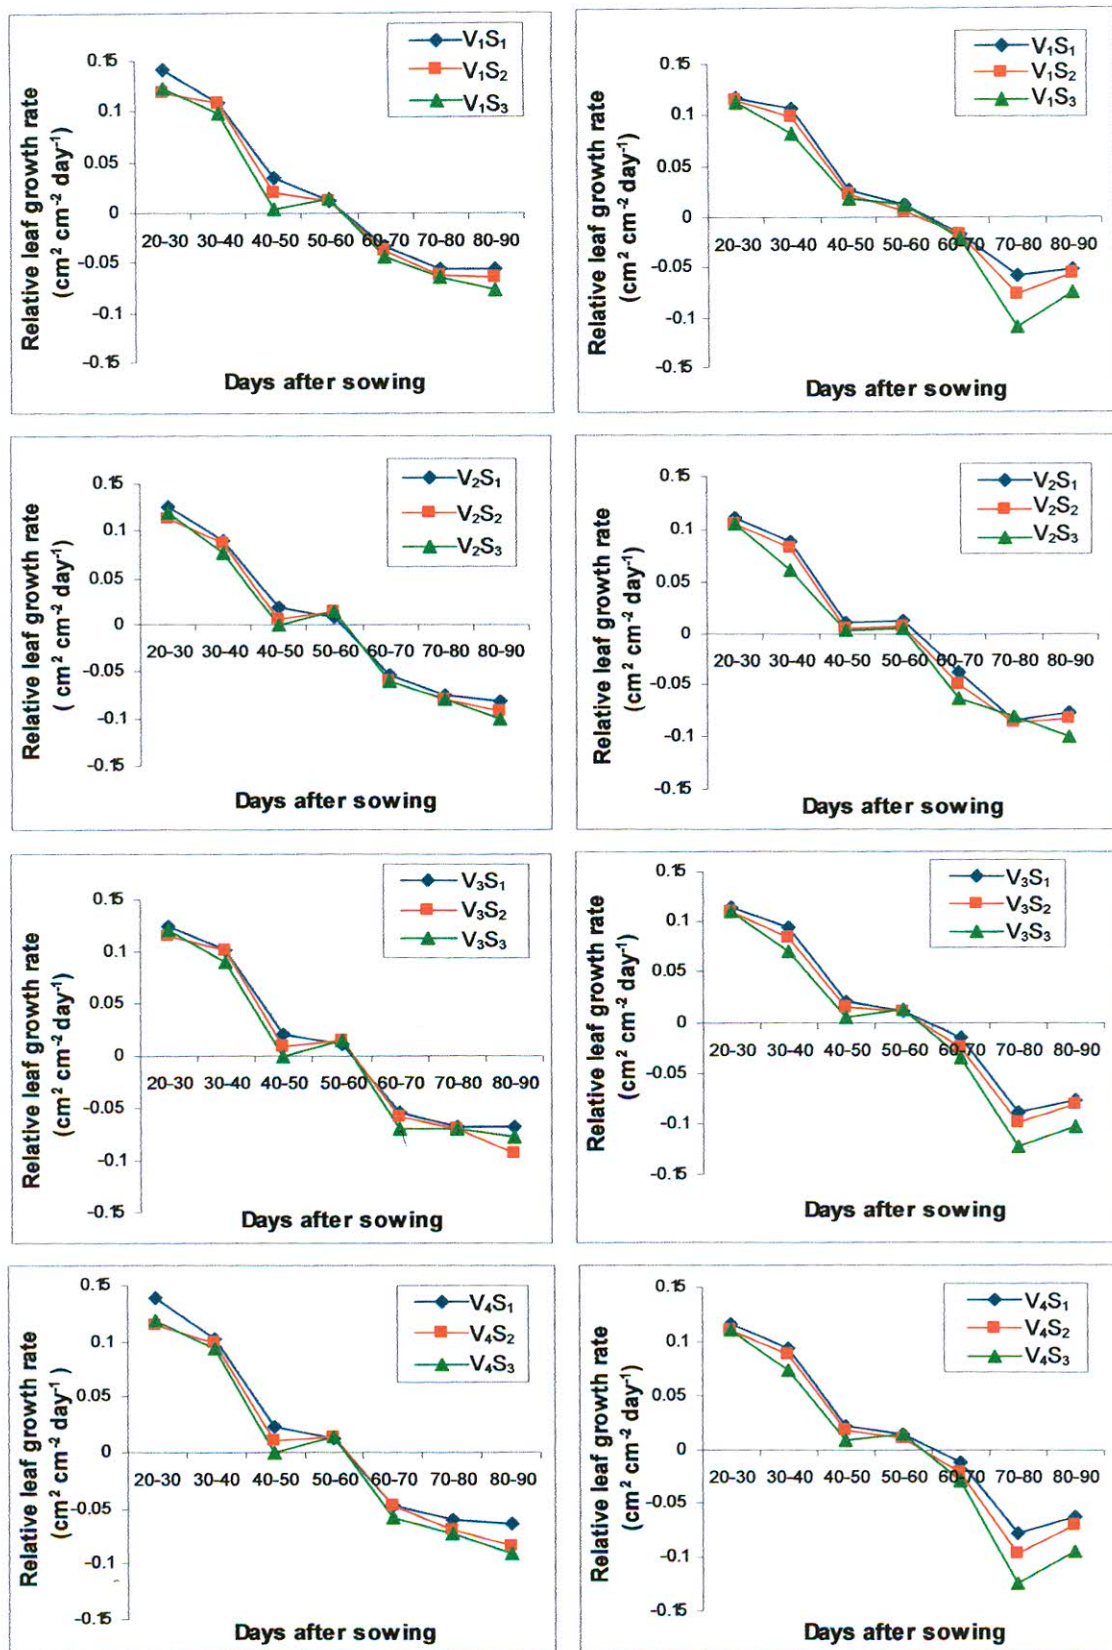 V₁S₁
V₁S₂
V₁S₃
Relative leaf growth rate
(cm² cm⁻² day⁻¹)
0.15
0.1
0.05
0
-0.05
-0.1
-0.15
20-30 30-40 40-50 50-60 60-70 70-80 80-90
Days after sowing
V₁S₁
V₁S₂
V₁S₃
Relative leaf growth rate
(cm² cm⁻² day⁻¹)
0.15
0.1
0.05
0
-0.05
-0.1
-0.15
20-30 30-40 40-50 50-60 60-70 70-80 80-90
Days after sowing
V₂S₁
V₂S₂
V₂S₃
Relative leaf growth rate
( cm² cm⁻² day⁻¹)
0.15
0.1
0.05
0
-0.05
-0.1
-0.15
20-30 30-40 40-50 50-60 60-70 70-80 80-90
Days after sowing
V₂S₁
V₂S₂
V₂S₃
Relative leaf growth rate
(cm² cm⁻² day⁻¹)
0.15
0.1
0.05
0
-0.05
-0.1
-0.15
20-30 30-40 40-50 50-60 60-70 70-80 80-90
Days after sowing
V₃S₁
V₃S₂
V₃S₃
Relative leaf growth rate
(cm² cm⁻² day⁻¹)
0.15
0.1
0.05
0
-0.05
-0.1
-0.15
20-30 30-40 40-50 50-60 60-70 70-80 80-90
Days after sowing
V₃S₁
V₃S₂
V₃S₃
Relative leaf growth rate
(cm² cm⁻² day⁻¹)
0.15
0.1
0.05
0
-0.05
-0.1
-0.15
20-30 30-40 40-50 50-60 60-70 70-80 80-90
Days after sowing
V₄S₁
V₄S₂
V₄S₃
Relative leaf growth rate
(cm² cm⁻² day⁻¹)
0.15
0.1
0.05
0
-0.05
-0.1
-0.15
20-30 30-40 40-50 50-60 60-70 70-80 80-90
Days after sowing
V₄S₁
V₄S₂
V₄S₃
Relative leaf growth rate
(cm² cm⁻² day⁻¹)
0.15
0.1
0.05
0
-0.05
-0.1
-0.15
20-30 30-40 40-50 50-60 60-70 70-80 80-90
Days after sowing